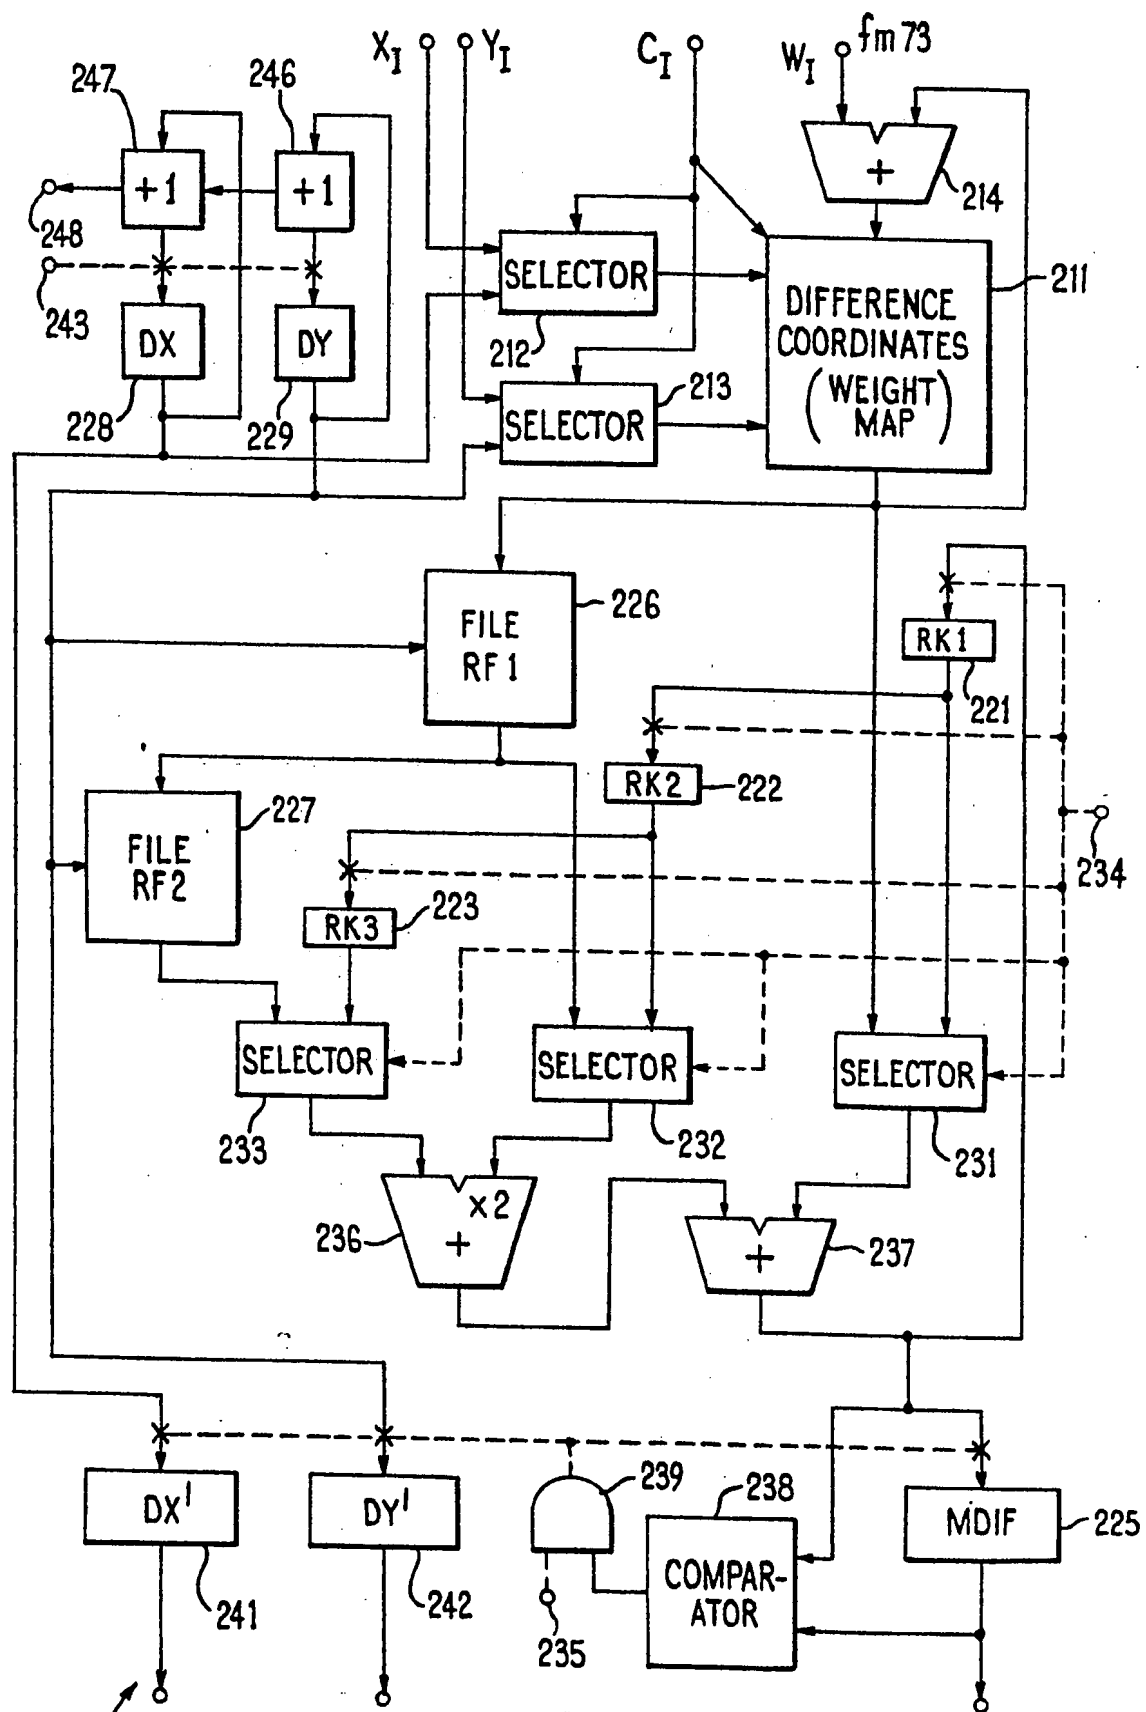 X_I
Y_I
C_I
W_I
fm 73
247
246
+1
+1
+
214
248
243
SELECTOR
211
212
DIFFERENCE
COORDINATES
(WEIGHT
MAP)
DX
DY
213
SELECTOR
228
229
226
FILE
RF1
RK1
221
RK2
222
227
FILE
RF2
234
RK3
223
SELECTOR
SELECTOR
SELECTOR
233
232
231
x2
236
+
+
237
239
238
DX'
DY'
MDIF
225
COMPAR-
ATOR
241
242
235